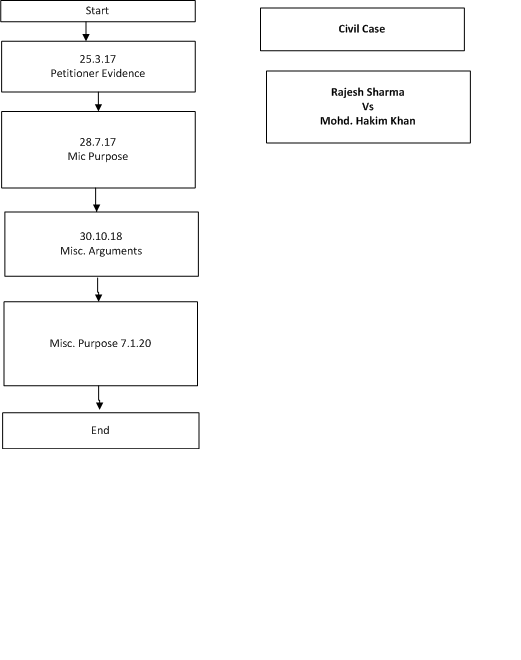 Start
25.3.17
Petitioner Evidence
28.7.17
Mic Purpose
30.10.18
Misc. Arguments
Misc. Purpose 7.1.20
End
Civil Case
Rajesh Sharma
Vs
Mohd. Hakim Khan